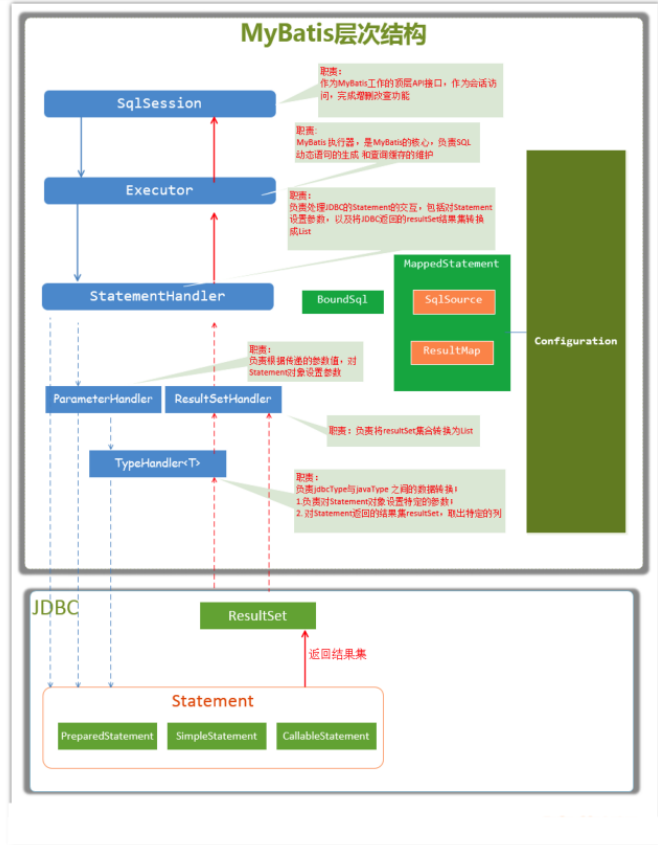 MyBatis层次结构
职责：
作为MyBatis工作的顶层API接口，作为会话访
问，完成增删改查功能
SqlSession
职责：
MyBatis 执行器，是MyBatis的核心，负责SQL
动态语句的生成 和查询缓存的维护
Executor
职责：
负责处理JDBC的Statement的交互，包括对Statement
设置参数，以及将JDBC返回的resultSet结果集转换
成List
StatementHandler
BoundSql
MappedStatement
SqlSource
ResultMap
Configuration
职责：
负责根据传递的参数值，对
Statement对象设置参数
ParameterHandler
ResultSetHandler
职责：负责将resultSet集合转换为List
TypeHandler<T>
职责：
负责jdbcType与javaType 之间的数据转换：
1.负责对Statement对象设置特定的参数：
2. 对Statement返回的结果集resultSet，取出特定的列
JDBC
ResultSet
返回结果集
Statement
PreparedStatement
SimpleStatement
CallableStatement